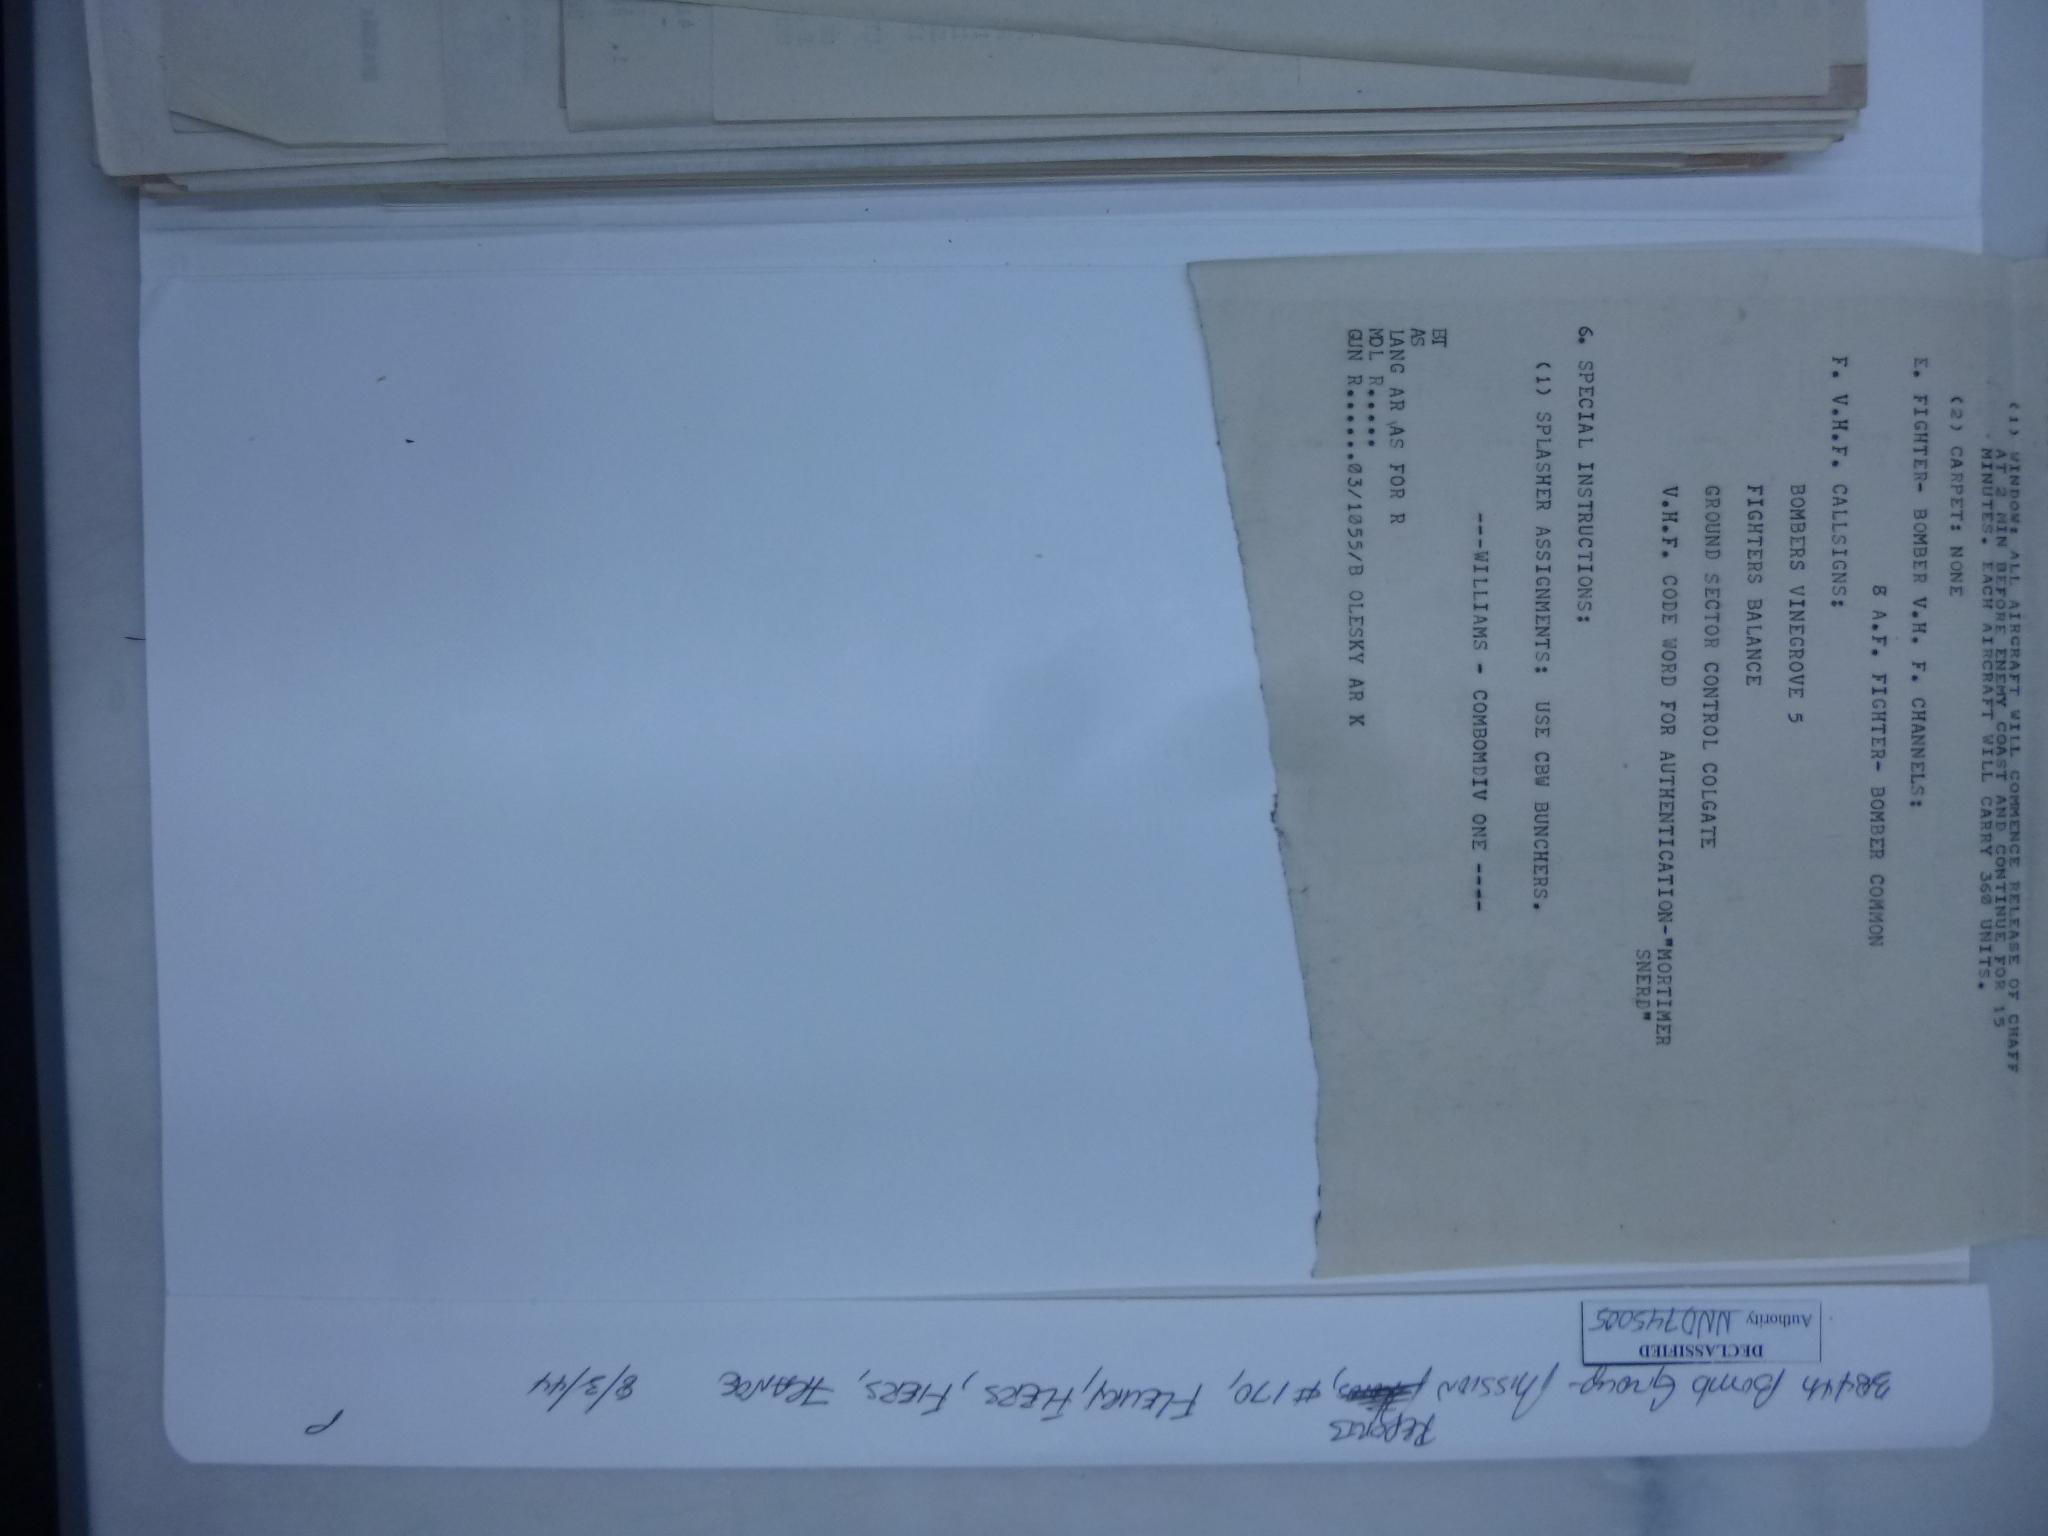 (1) WINDOW: ALL AIRCRAFT WILL COMMENCE RELEASE OF CHAFF
AT 2 MIN BEFORE ENEMY COAST AND CONTINUE FOR 15
MINUTES. EACH AIRCRAFT WILL CARRY 360 UNITS.
(2) CARPET: NONE
E. FIGHTER- BOMBER V.H. F. CHANNELS:
8 A.F. FIGHTER- BOMBER COMMON
F. V.H.F. CALLSIGNS:
BOMBERS VINEGROVE 5
FIGHTERS BALANCE
GROUND SECTOR CONTROL COLGATE
V.H.F. CODE WORD FOR AUTHENTICATION-"MORTIMER
SNERD"
6. SPECIAL INSTRUCTIONS:
(1) SPLASHER ASSIGNMENTS: USE CBW BUNCHERS.
---WILLIAMS - COMBOMDIV ONE ----
BT
AS
LANG AR AS FOR R
MDL R.....
GUN R......03/1055/B OLESKY AR K
DECLASSIFIED
Authority NND745005
384th Bomb Group- Mission Reports, #170, Fleury, Flers, FIERS, FRANCE 8/3/44